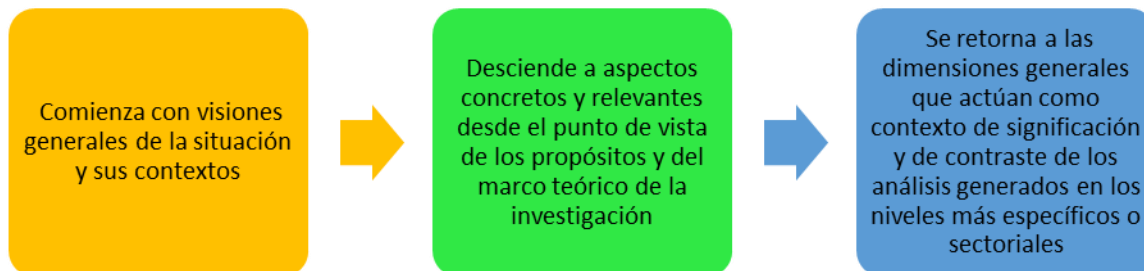 Comienza con visiones
generales de la situación
y sus contextos
Desciende a aspectos
concretos y relevantes
desde el punto de vista
de los propósitos y del
marco teórico de la
investigación
Se retorna a las
dimensiones generales
que actúan como
contexto de significación
y de contraste de los
análisis generados en los
niveles más específicos o
sectoriales